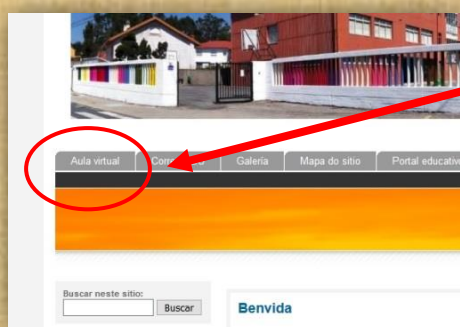 Aula virtual Galería Mapa do sitio Portal educativo
Buscar neste sitio:
Buscar
Benvida